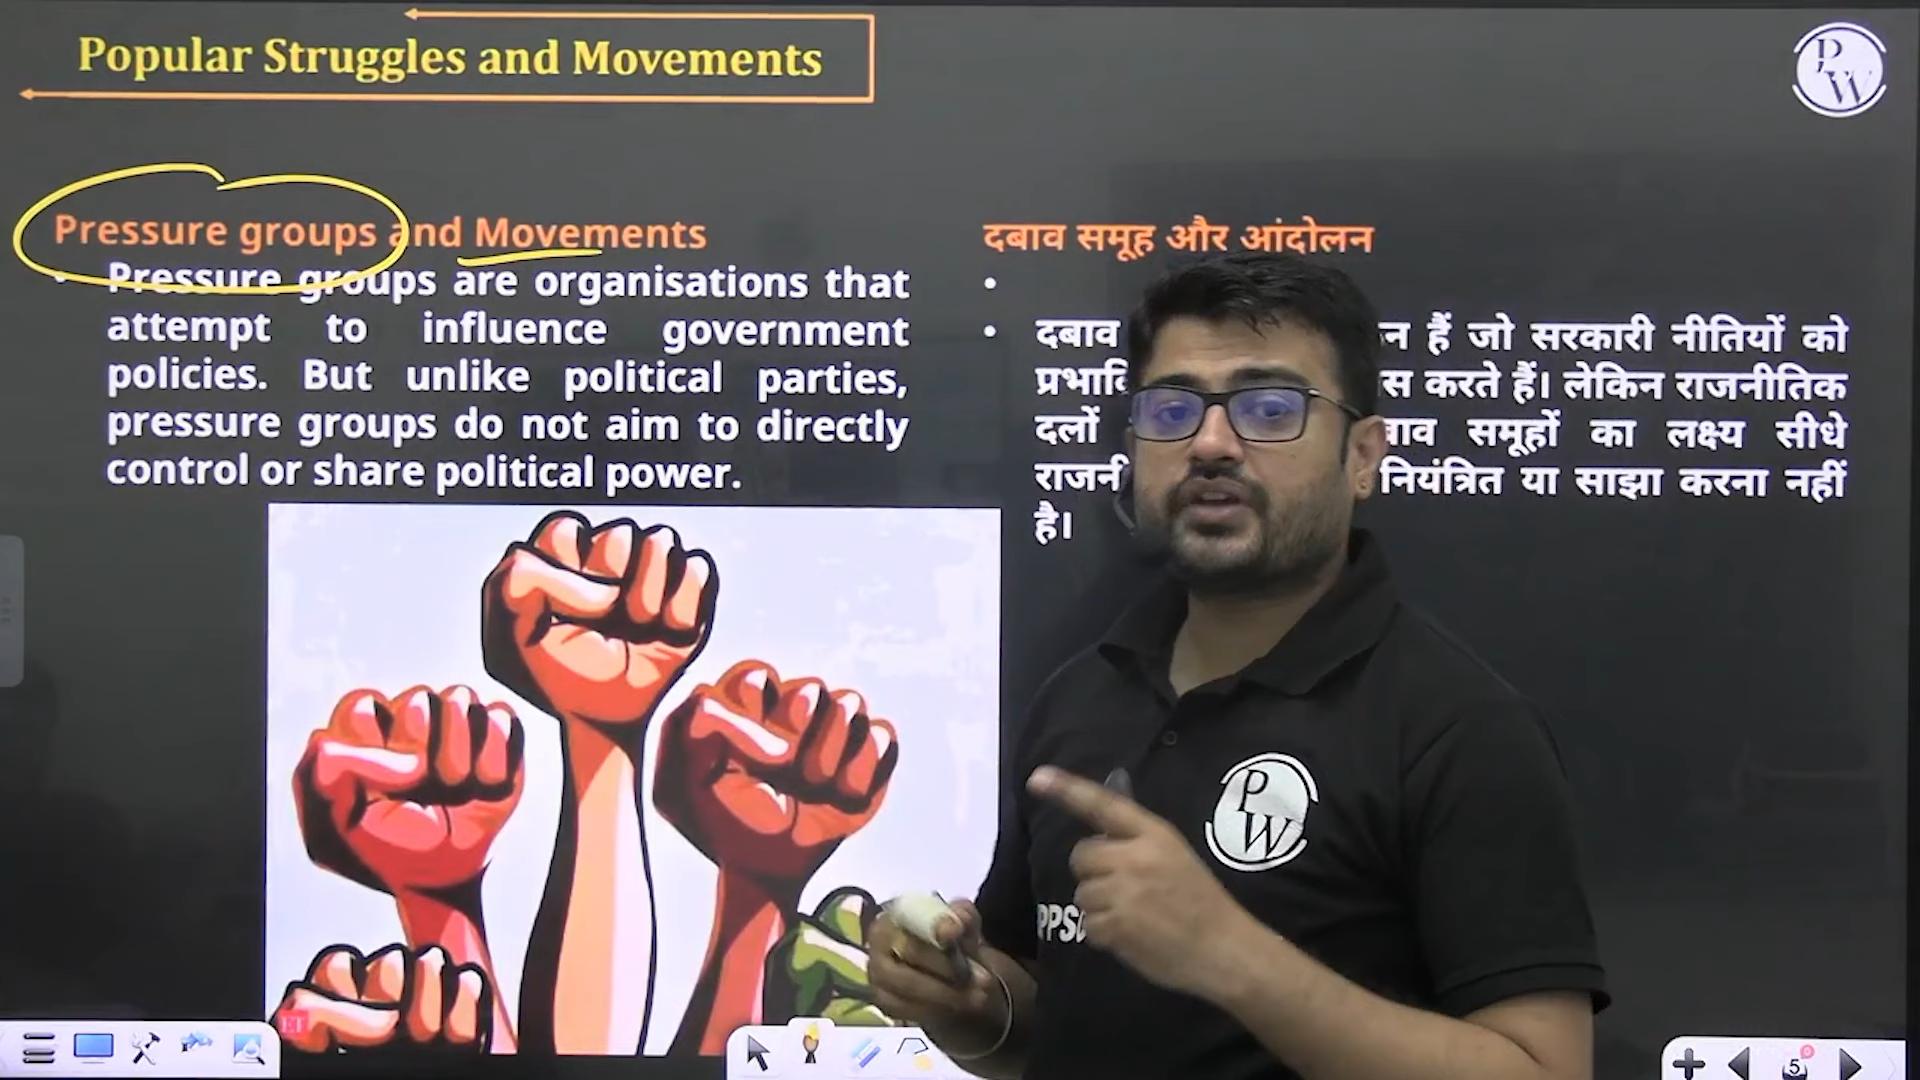 Popular Struggles and Movements
PW
Pressure groups and Movements
• Pressure groups are organisations that
attempt to influence government
policies. But unlike political parties,
pressure groups do not aim to directly
control or share political power.
दबाव समूह और आंदोलन
•
• दबाव हैं जो सरकारी नीतियों को
करते हैं। लेकिन राजनीतिक
दलों समूहों का लक्ष्य सीधे
नियंत्रित या साझा करना नहीं
है।
ET
PW
PPSC
5